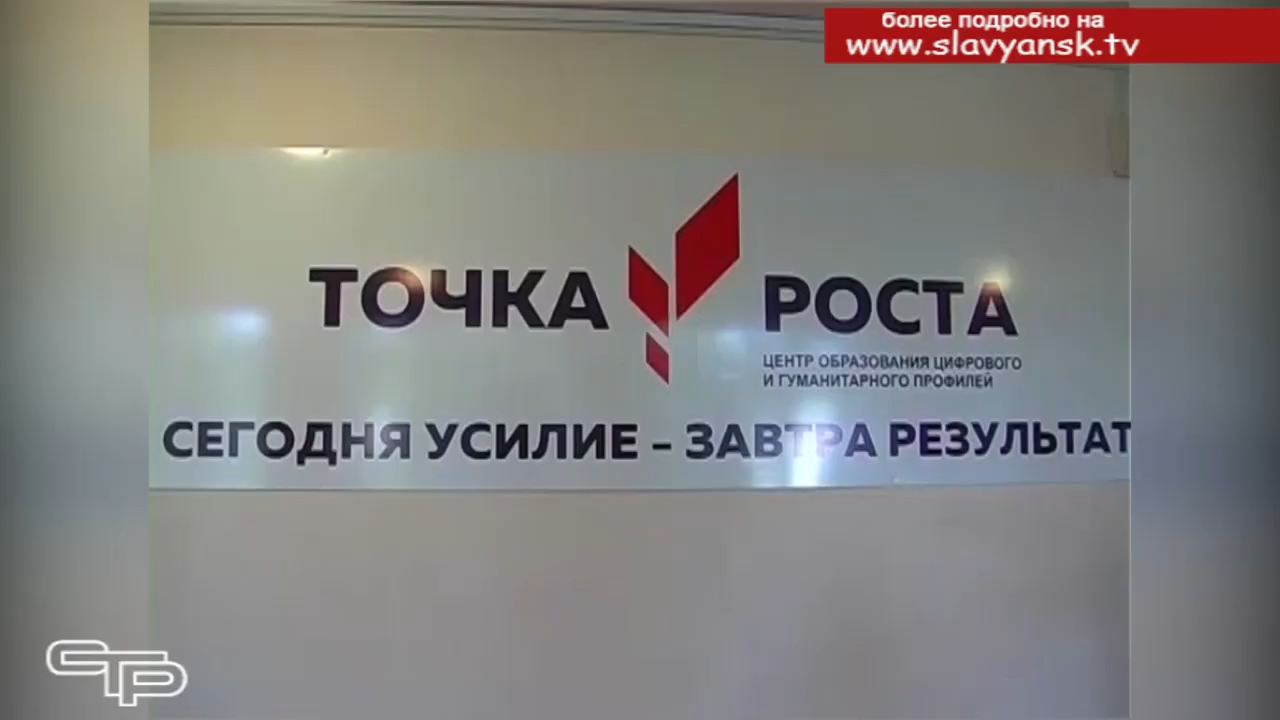 более подробно на
www.slavyansk.tv
ТОЧКА РОСТА
ЦЕНТР ОБРАЗОВАНИЯ ЦИФРОВОГО
И ГУМАНИТАРНОГО ПРОФИЛЕЙ
СЕГОДНЯ УСИЛИЕ – ЗАВТРА РЕЗУЛЬТАТ
СТР